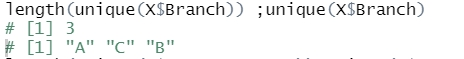 length(unique(X$Branch)) ;unique(X$Branch)
# [1] 3
# [1] "A" "C" "B"